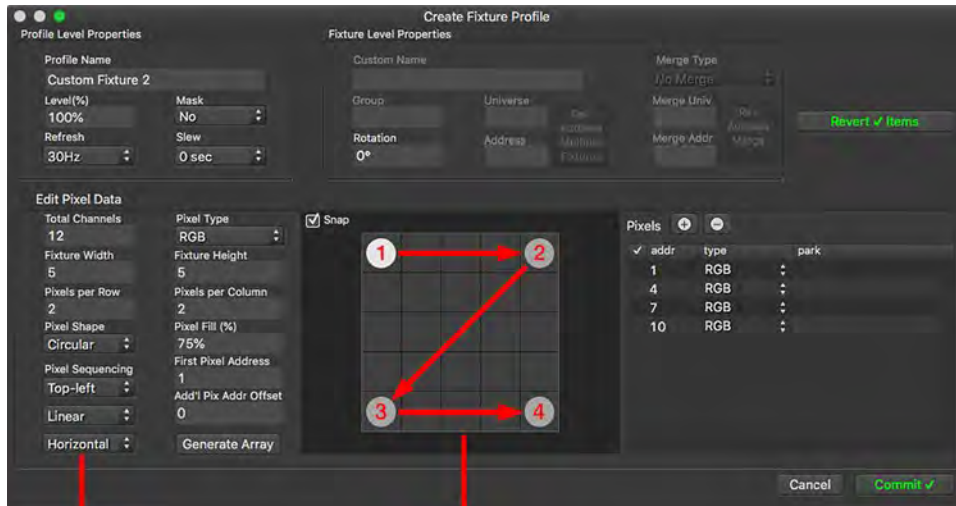 Create Fixture Profile
Profile Level Properties
Fixture Level Properties
Profile Name
Custom Fixture 2
Level(%)
Mask
100%
No
Refresh
Slew
30Hz
0 sec
Custom Name
Merge Type
No Merge
Group
Universe
Merge Univ
Rotation
Address
Merge Addr
0°
Revert ✓ Items
Edit Pixel Data
Total Channels
Pixel Type
12
RGB
Fixture Width
Fixture Height
5
5
Pixels per Row
Pixels per Column
2
2
Pixel Shape
Pixel Fill (%)
Circular
75%
Pixel Sequencing
First Pixel Address
Top-left
1
Add'l Pix Addr Offset
Linear
0
Horizontal
Generate Array
Snap
1
2
3
4
Pixels
✓ addr type park
1 RGB
4 RGB
7 RGB
10 RGB
Cancel
Commit ✓